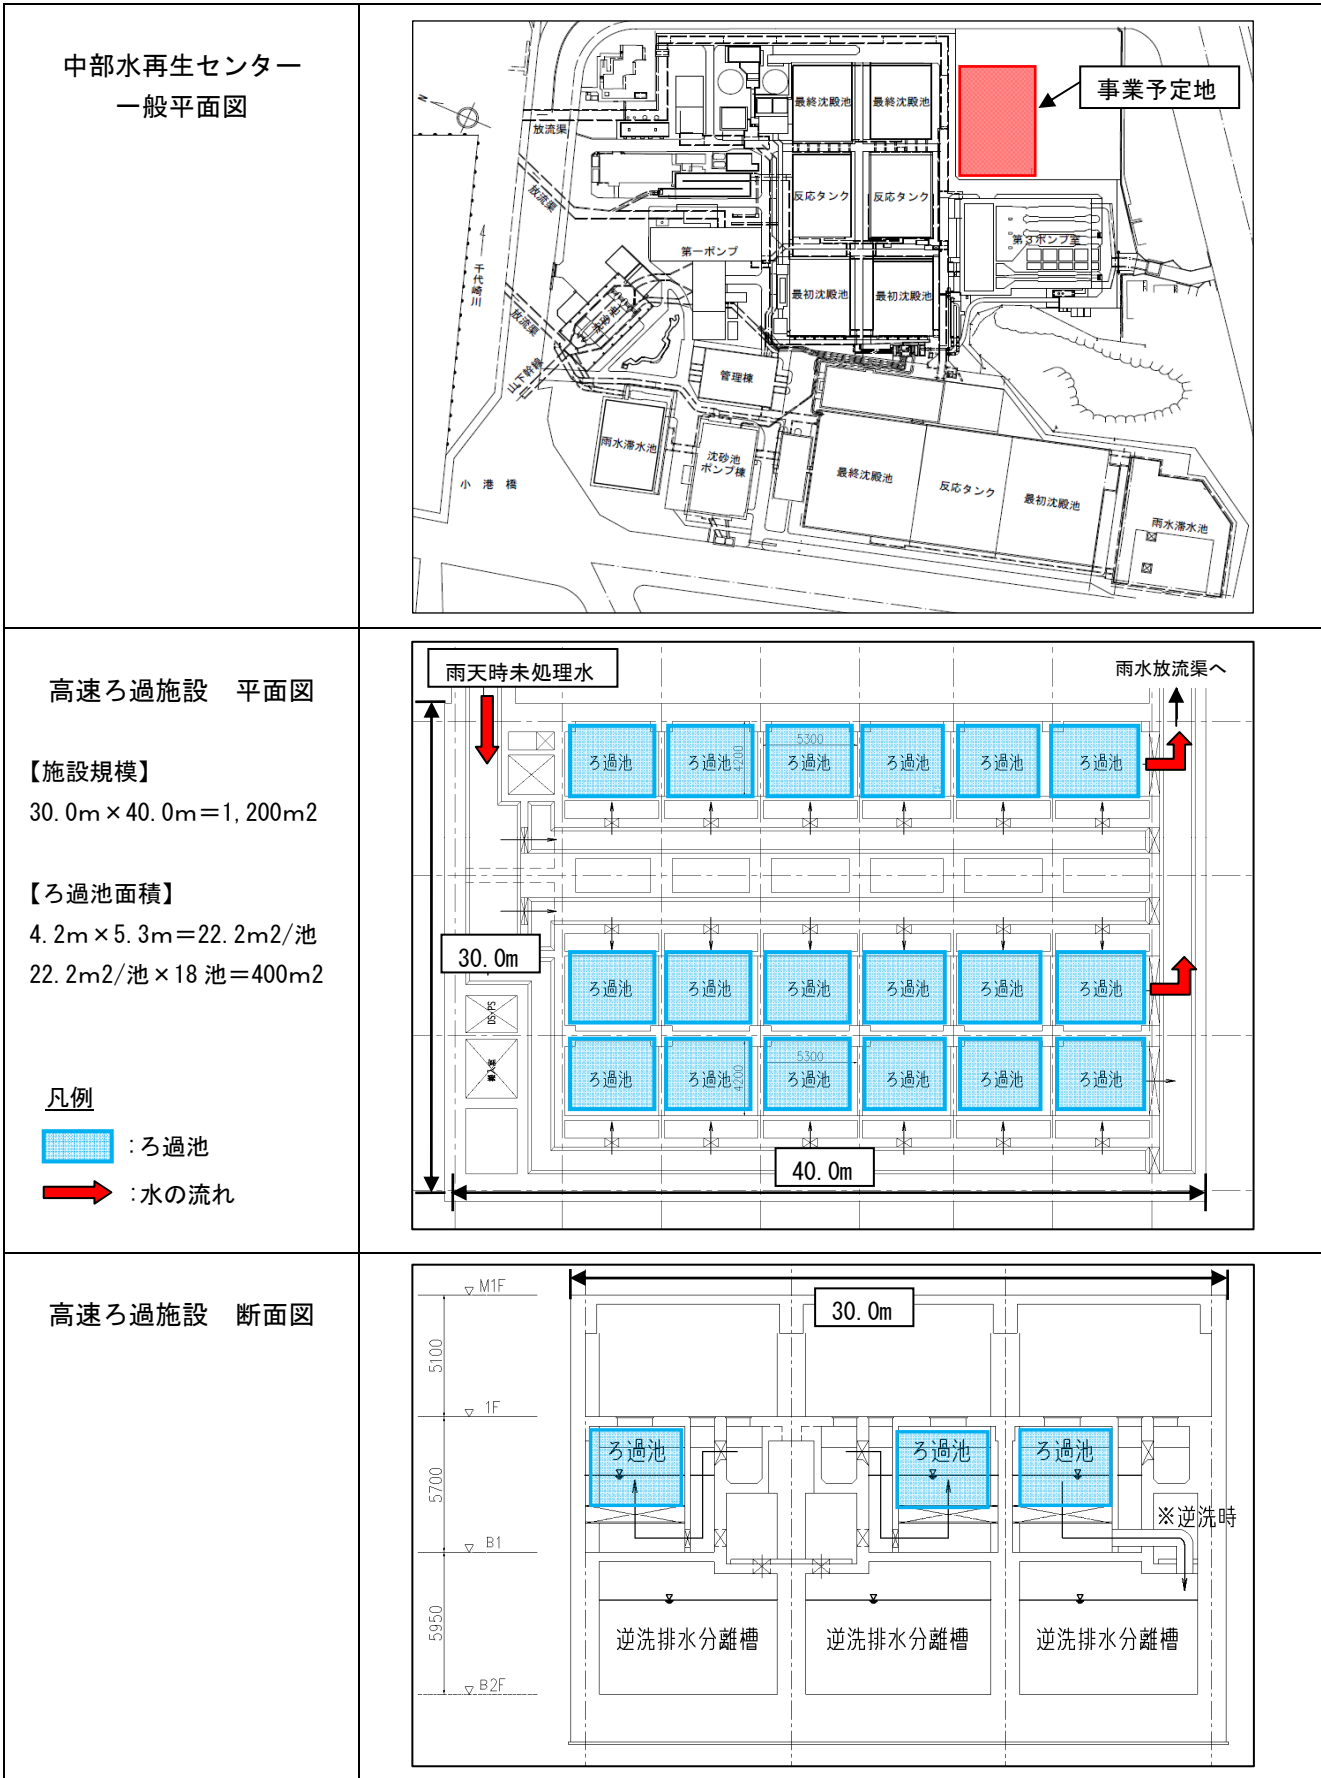 中部水再生センター
一般平面図
事業予定地
N
放流渠
最終沈殿池
最終沈殿池
放流渠
反応タンク
反応タンク
千代崎川
第一ポンプ
第3ポンプ室
最初沈殿池
最初沈殿池
放流渠
沈砂池
山下幹線
管理棟
雨水滞水池
沈砂池
ポンプ棟
小港橋
最終沈殿池
反応タンク
最初沈殿池
雨水滞水池
高速ろ過施設 平面図
【施設規模】
30.0m×40.0m=1,200m2
【ろ過池面積】
4.2m×5.3m=22.2m2/池
22.2m2/池×18池=400m2
凡例
:ろ過池
:水の流れ
雨天時未処理水
雨水放流渠へ
ろ過池
ろ過池
5300
4200
ろ過池
ろ過池
ろ過池
ろ過池
30.0m
ろ過池
ろ過池
ろ過池
ろ過池
ろ過池
ろ過池
DS・PS
搬入室
ろ過池
ろ過池
5300
4200
ろ過池
ろ過池
ろ過池
ろ過池
40.0m
高速ろ過施設 断面図
M1F
30.0m
5100
1F
ろ過池
ろ過池
ろ過池
5700
※逆洗時
B1
5950
逆洗排水分離槽
逆洗排水分離槽
逆洗排水分離槽
B2F